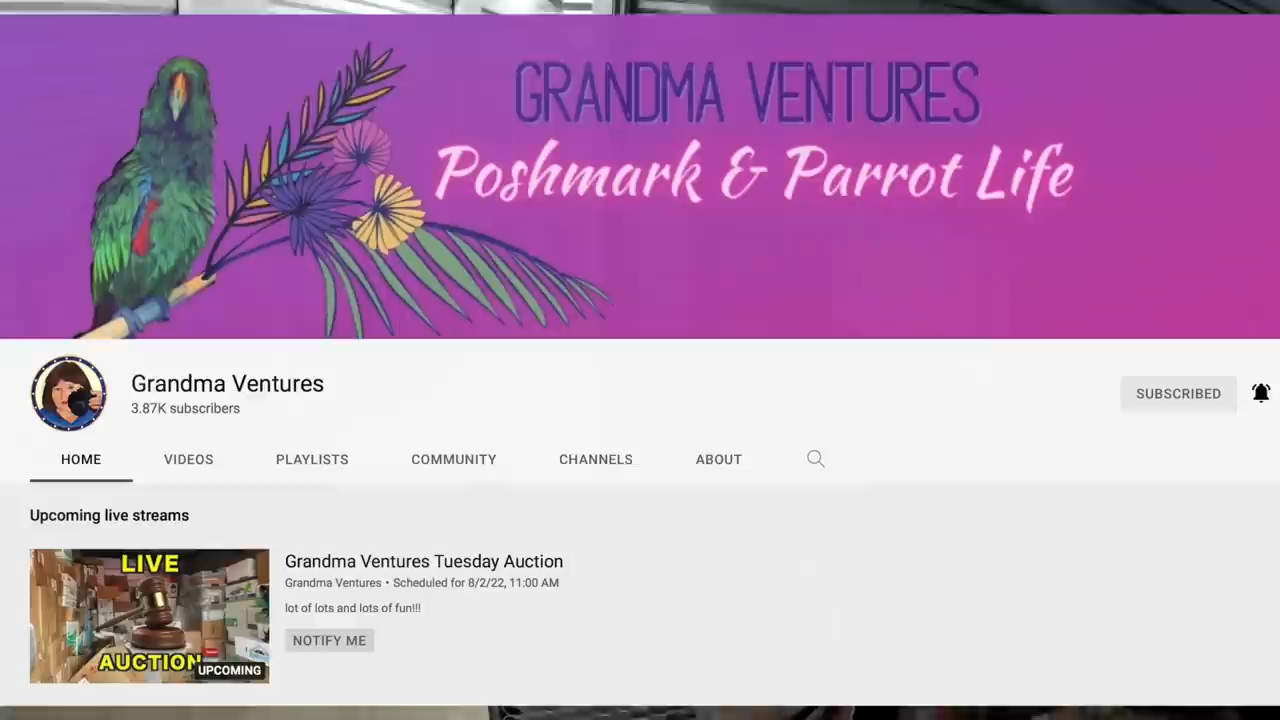 GRANDMA VENTURES
Poshmark & Parrot Life
Grandma Ventures
3.87K subscribers
SUBSCRIBED
HOME VIDEOS PLAYLISTS COMMUNITY CHANNELS ABOUT
Upcoming live streams
LIVE
AUCTION
UPCOMING
Grandma Ventures Tuesday Auction
Grandma Ventures • Scheduled for 8/2/22, 11:00 AM
lot of lots and lots of fun!!!
NOTIFY ME